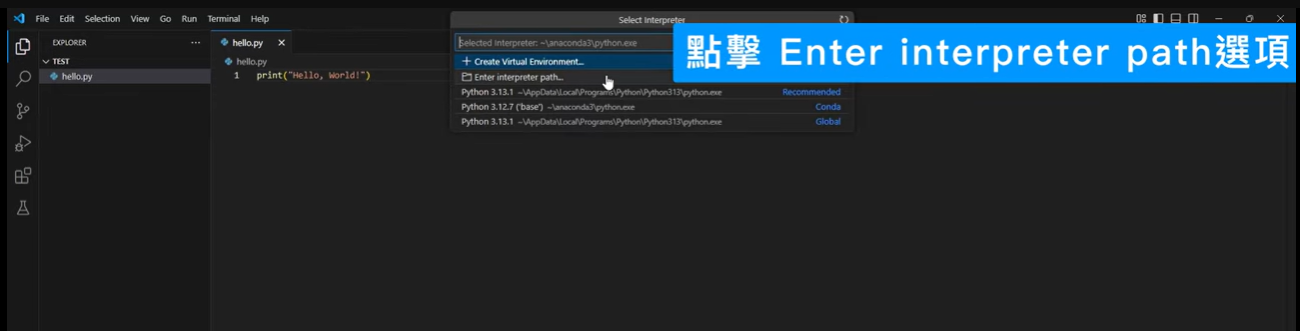 File Edit Selection View Go Run Terminal Help
Select Interpreter
EXPLORER ...
hello.py
Selected Interpreter: ~\anaconda3\python.exe
點擊 Enter interpreter path選項
TEST
hello.py
+ Create Virtual Environment...
hello.py
1 print("Hello, World!")
Enter interpreter path...
Python 3.13.1 ~\AppData\Local\Programs\Python\Python313\python.exe Recommended
Python 3.12.7 ('base') ~\anaconda3\python.exe Conda
Python 3.13.1 ~\AppData\Local\Programs\Python\Python313\python.exe Global